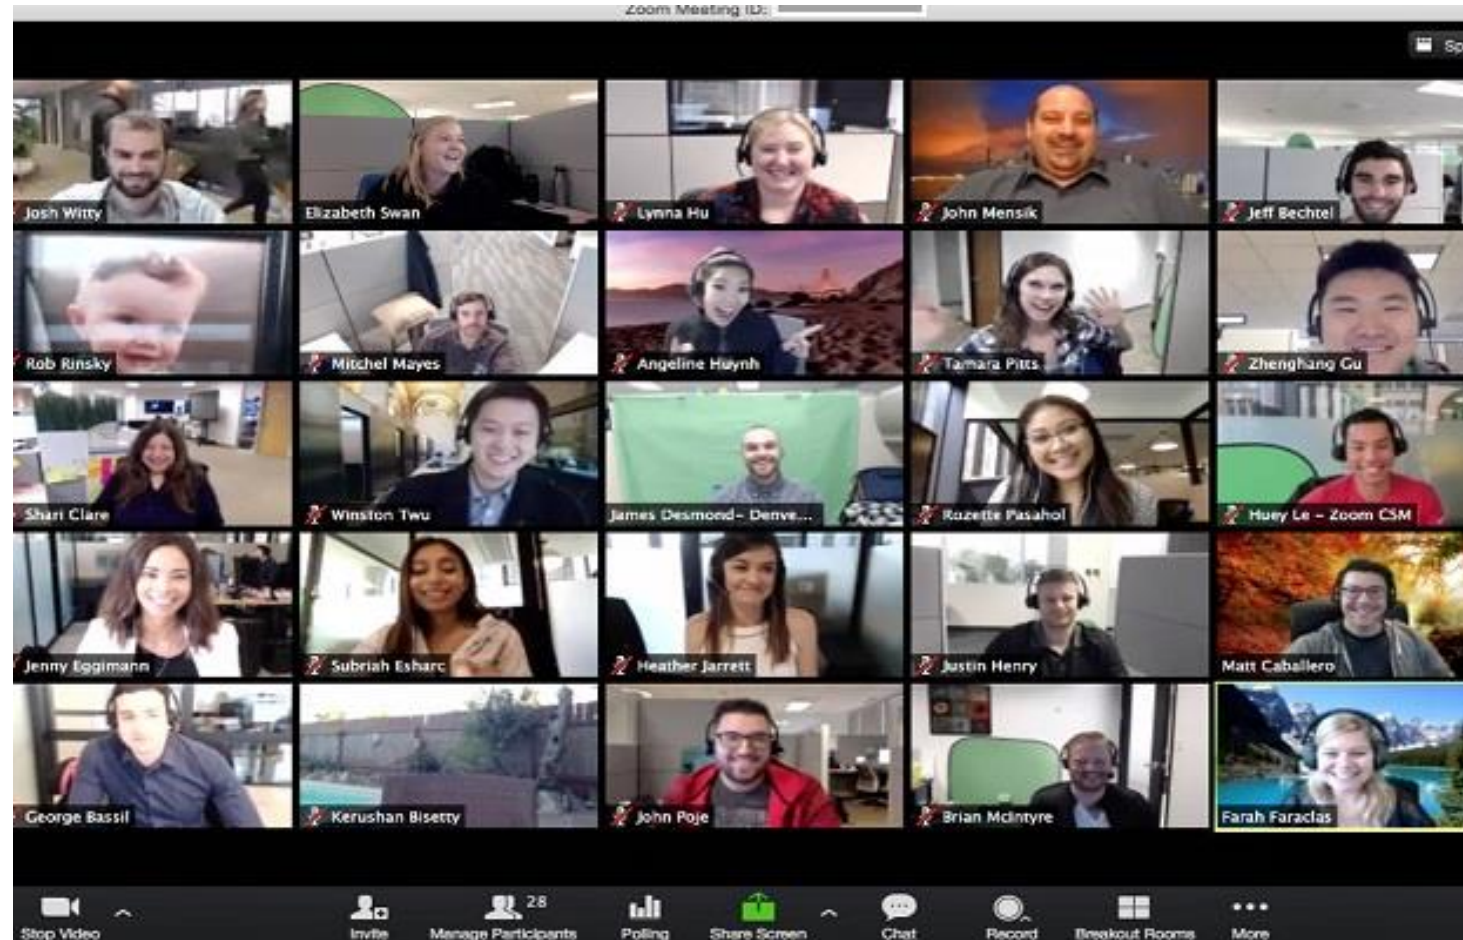 Zoom Meeting ID:
Sp
Josh Witty
Elizabeth Swan
Lynna Hu
John Mensik
Jeff Bechtel
Rob Rinsky
Mitchel Mayes
Angeline Huynh
Tamara Pitts
Zhenghang Gu
Shari Clare
Winston Twu
James Desmond- Denve...
Rozette Pasahol
Huey Le - Zoom CSM
Jenny Eggimann
Subriah Esharc
Heather Jarrett
Justin Henry
Matt Caballero
George Bassil
Kerushan Bisetty
John Poje
Brian McIntyre
Farah Faraclas
28
Stop Video
Invite
Manage Participants
Polling
Share Screen
Chat
Record
Breakout Rooms
More